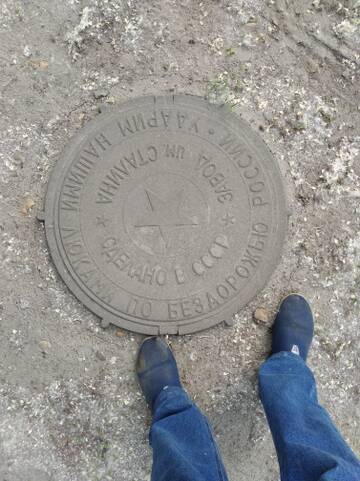 УДАРИМ НАШИМИ ЛЮКАМИ ПО БЕЗДОРОЖЬЮ РОССИИ •
ЗАВОД им. СТАЛИНА
★ СДЕЛАНО В СССР ★